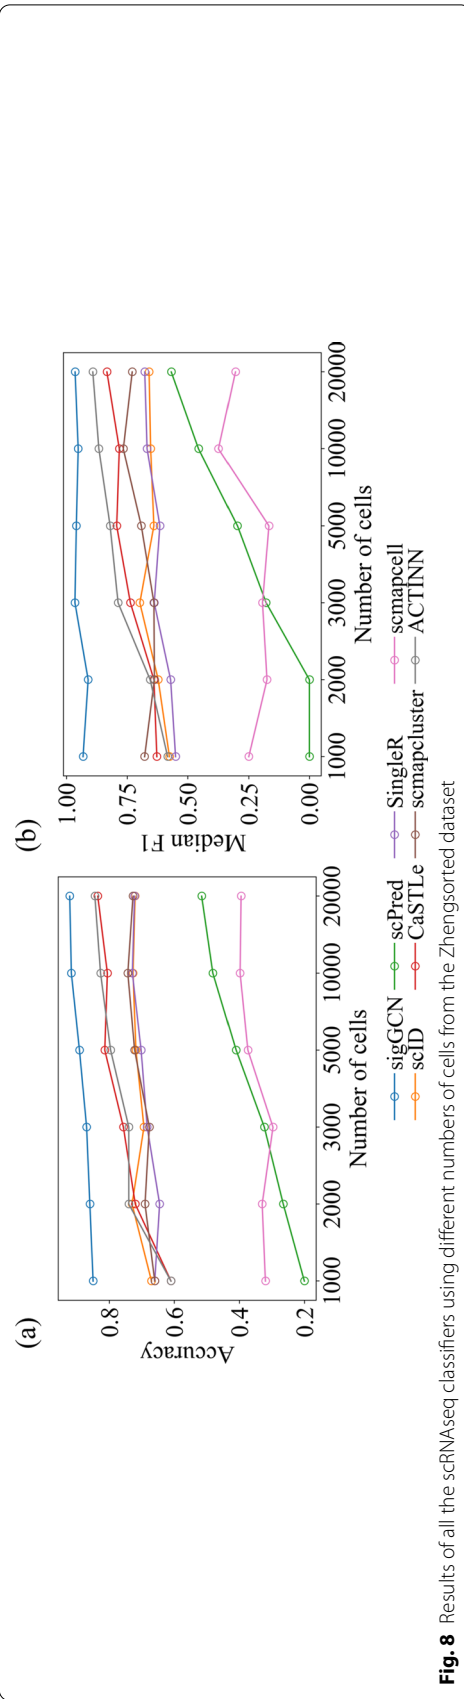 (a)
Accuracy
0.8
0.6
0.4
0.2
1000 2000 3000 5000 10000 20000
Number of cells
(b)
Median F1
1.00
0.75
0.50
0.25
0.00
1000 2000 3000 5000 10000 20000
Number of cells
sigGCN scPred SingleR scmapcell
scID CaSTLe scmapcluster ACTINN
Fig. 8 Results of all the scRNAseq classifiers using different numbers of cells from the Zhengsorted dataset